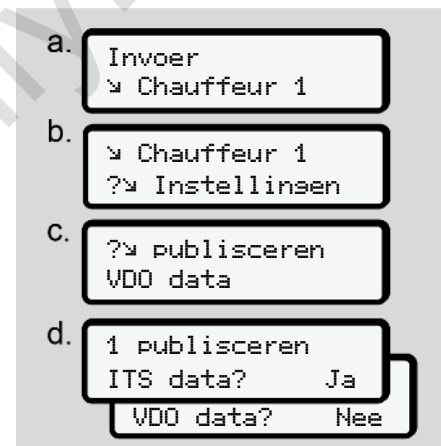 a.
Invoer
↘ Chauffeur 1
b.
↘ Chauffeur 1
?↘ Instellingen
c.
?↘ publisceren
VDO data
d.
1 publisceren
ITS data? Ja
VDO data? Nee